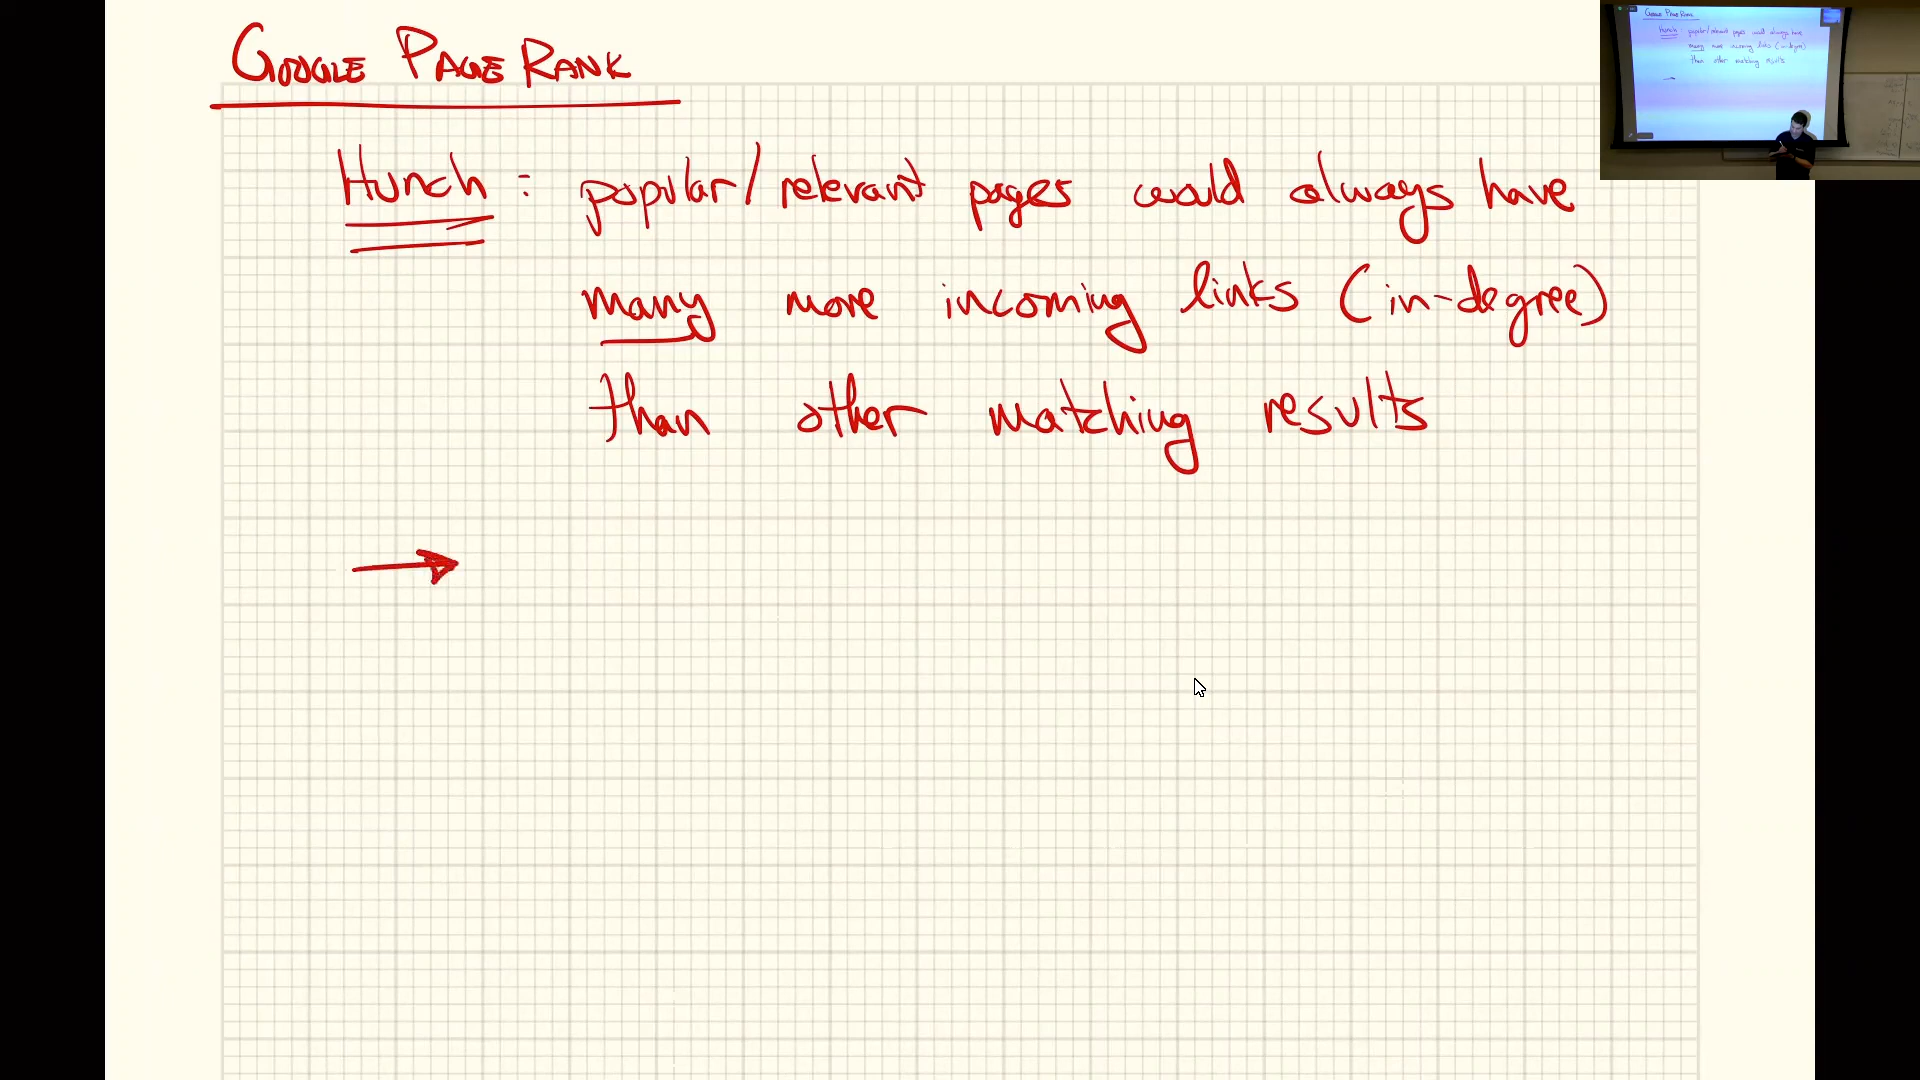 GOOGLE PAGE RANK
Hunch : popular/relevant pages would always have
many more incoming links (in-degree)
than other matching results
→